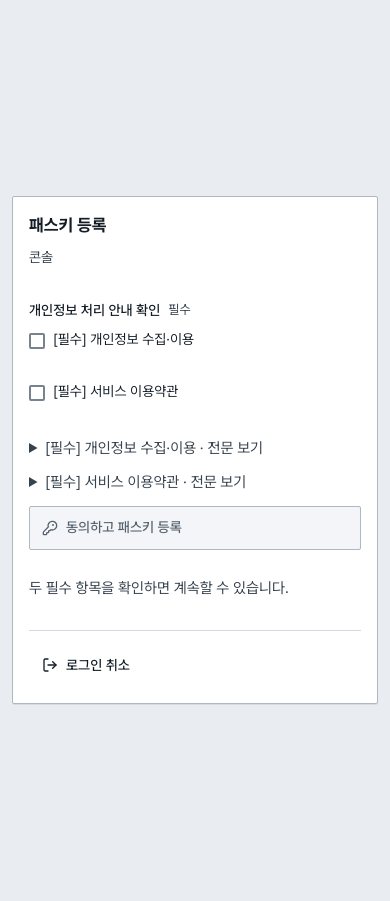 패스키 등록
콘솔
개인정보 처리 안내 확인 필수
[필수] 개인정보 수집·이용
[필수] 서비스 이용약관
[필수] 개인정보 수집·이용 · 전문 보기
[필수] 서비스 이용약관 · 전문 보기
동의하고 패스키 등록
두 필수 항목을 확인하면 계속할 수 있습니다.
로그인 취소